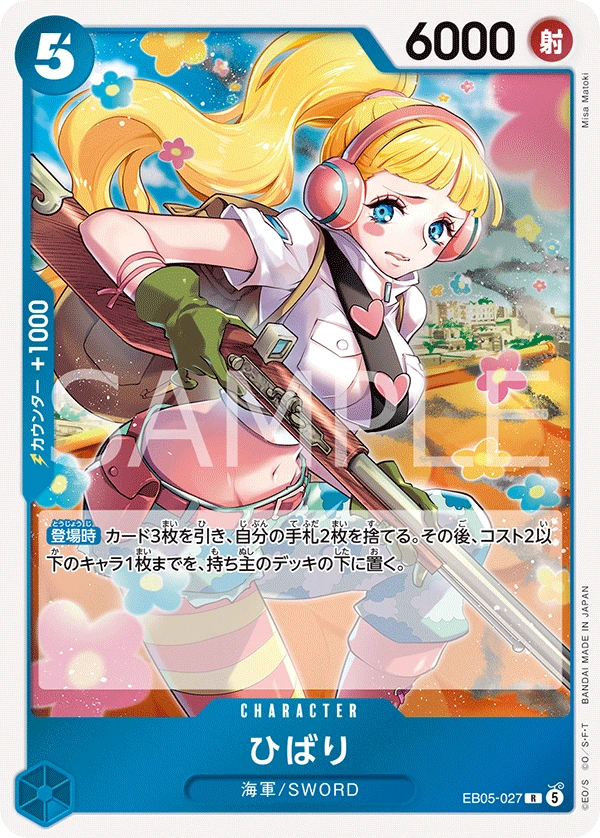 5
6000
射
Misa Matoki
カウンター +1000
SAMPLE
登場時 カード3枚を引き、自分の手札2枚を捨てる。その後、コスト2以
下のキャラ1枚までを、持ち主のデッキの下に置く。
CHARACTER
ひばり
海軍/SWORD
EB05-027 R 5
©E.O/S ©O/S・F・T BANDAI MADE IN JAPAN